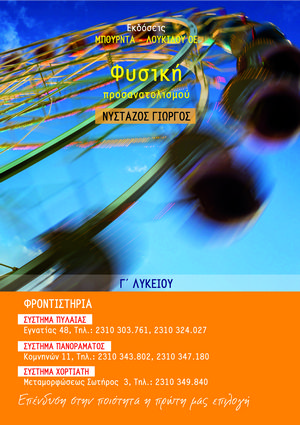 Εκδόσεις
ΜΠΟΥΡΝΤΑ - ΛΟΥΚΙΔΟΥ ΟΕ
Φυσική
προσανατολισμού
ΝΥΣΤΑΖΟΣ ΓΙΩΡΓΟΣ
Γ΄ ΛΥΚΕΙΟΥ
ΦΡΟΝΤΙΣΤΗΡΙΑ
ΣΥΣΤΗΜΑ ΠΥΛΑΙΑΣ
Εγνατίας 48, Τηλ.: 2310 303.761, 2310 324.027
ΣΥΣΤΗΜΑ ΠΑΝΟΡΑΜΑΤΟΣ
Κομνηνών 11, Τηλ.: 2310 343.802, 2310 347.180
ΣΥΣΤΗΜΑ ΧΟΡΤΙΑΤΗ
Μεταμορφώσεως Σωτήρος 3, Τηλ.: 2310 349.840
Επένδυση στην ποιότητα η πρώτη μας επιλογή